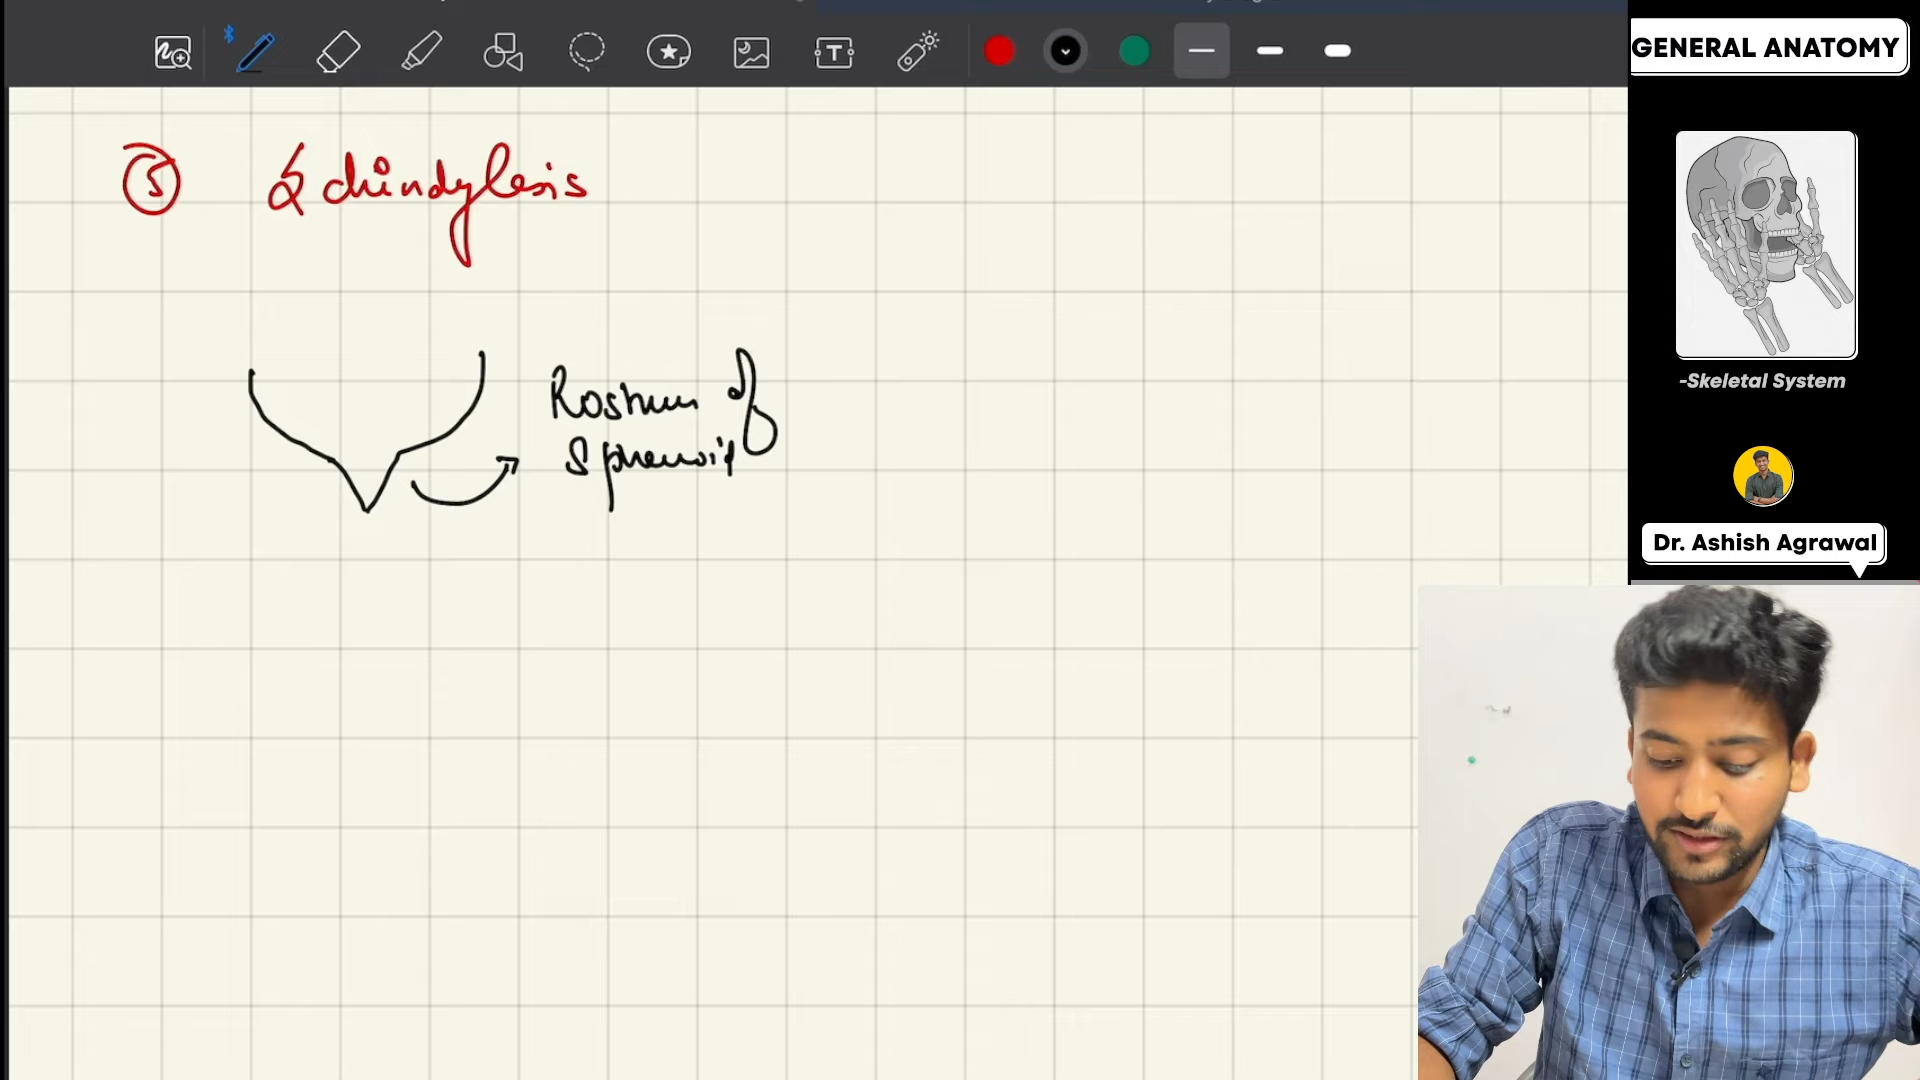 GENERAL ANATOMY
T
⑤ Schindylesis
Rostrum of
Sphenoid
-Skeletal System
Dr. Ashish Agrawal